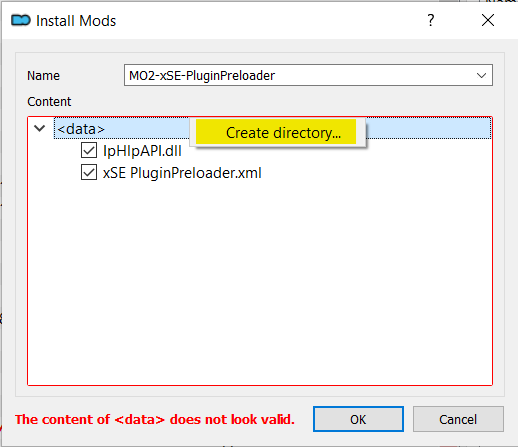 Install Mods
?
Name
MO2-xSE-PluginPreloader
Content
<data>
Create directory...
IpHlpAPI.dll
xSE PluginPreloader.xml
The content of <data> does not look valid.
OK
Cancel